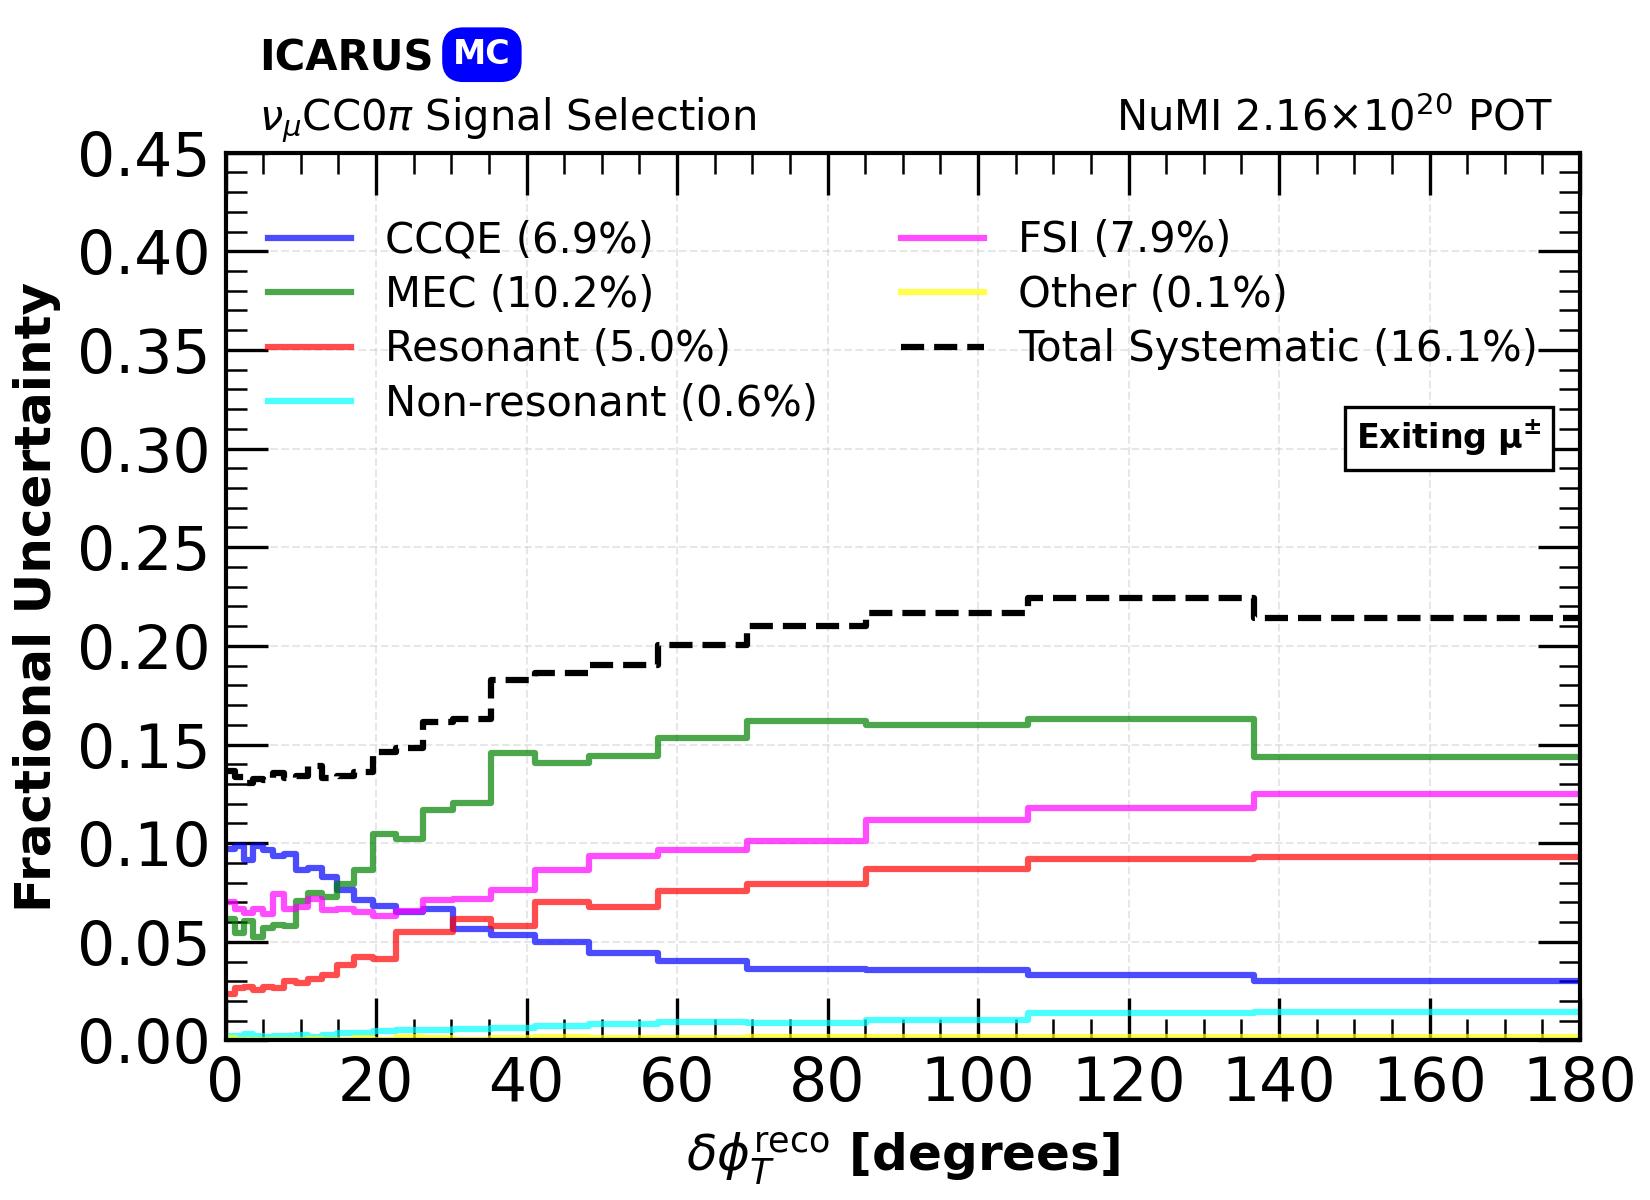 ICARUS MC
νμCC0π Signal Selection
NuMI 2.16×10²⁰ POT
0.45
0.40
0.35
0.30
0.25
0.20
0.15
0.10
0.05
0.00
Fractional Uncertainty
CCQE (6.9%)
MEC (10.2%)
Resonant (5.0%)
Non-resonant (0.6%)
FSI (7.9%)
Other (0.1%)
Total Systematic (16.1%)
Exiting μ±
0 20 40 60 80 100 120 140 160 180
δϕ_T^reco [degrees]